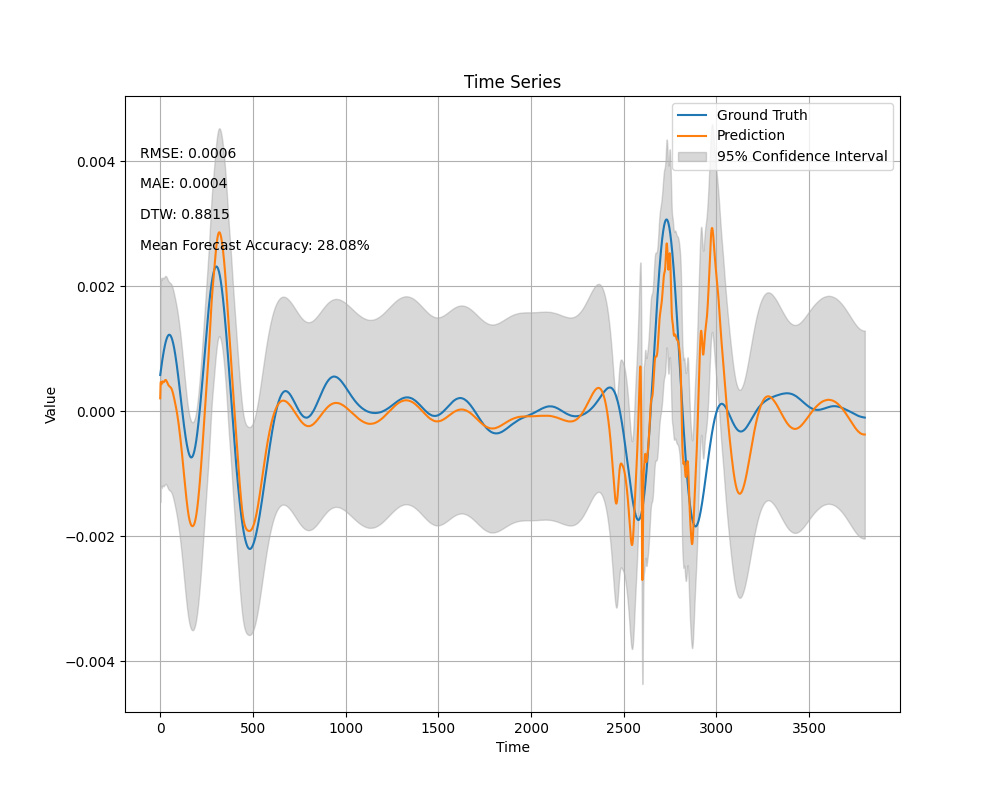 Time Series
Ground Truth
Prediction
95% Confidence Interval
RMSE: 0.0006
MAE: 0.0004
DTW: 0.8815
Mean Forecast Accuracy: 28.08%
Value
0.004
0.002
0.000
−0.002
−0.004
0 500 1000 1500 2000 2500 3000 3500
Time